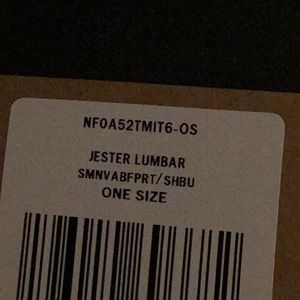 NF0A52TMIT6-OS
JESTER LUMBAR
SMNVABFPRT/SHBU
ONE SIZE